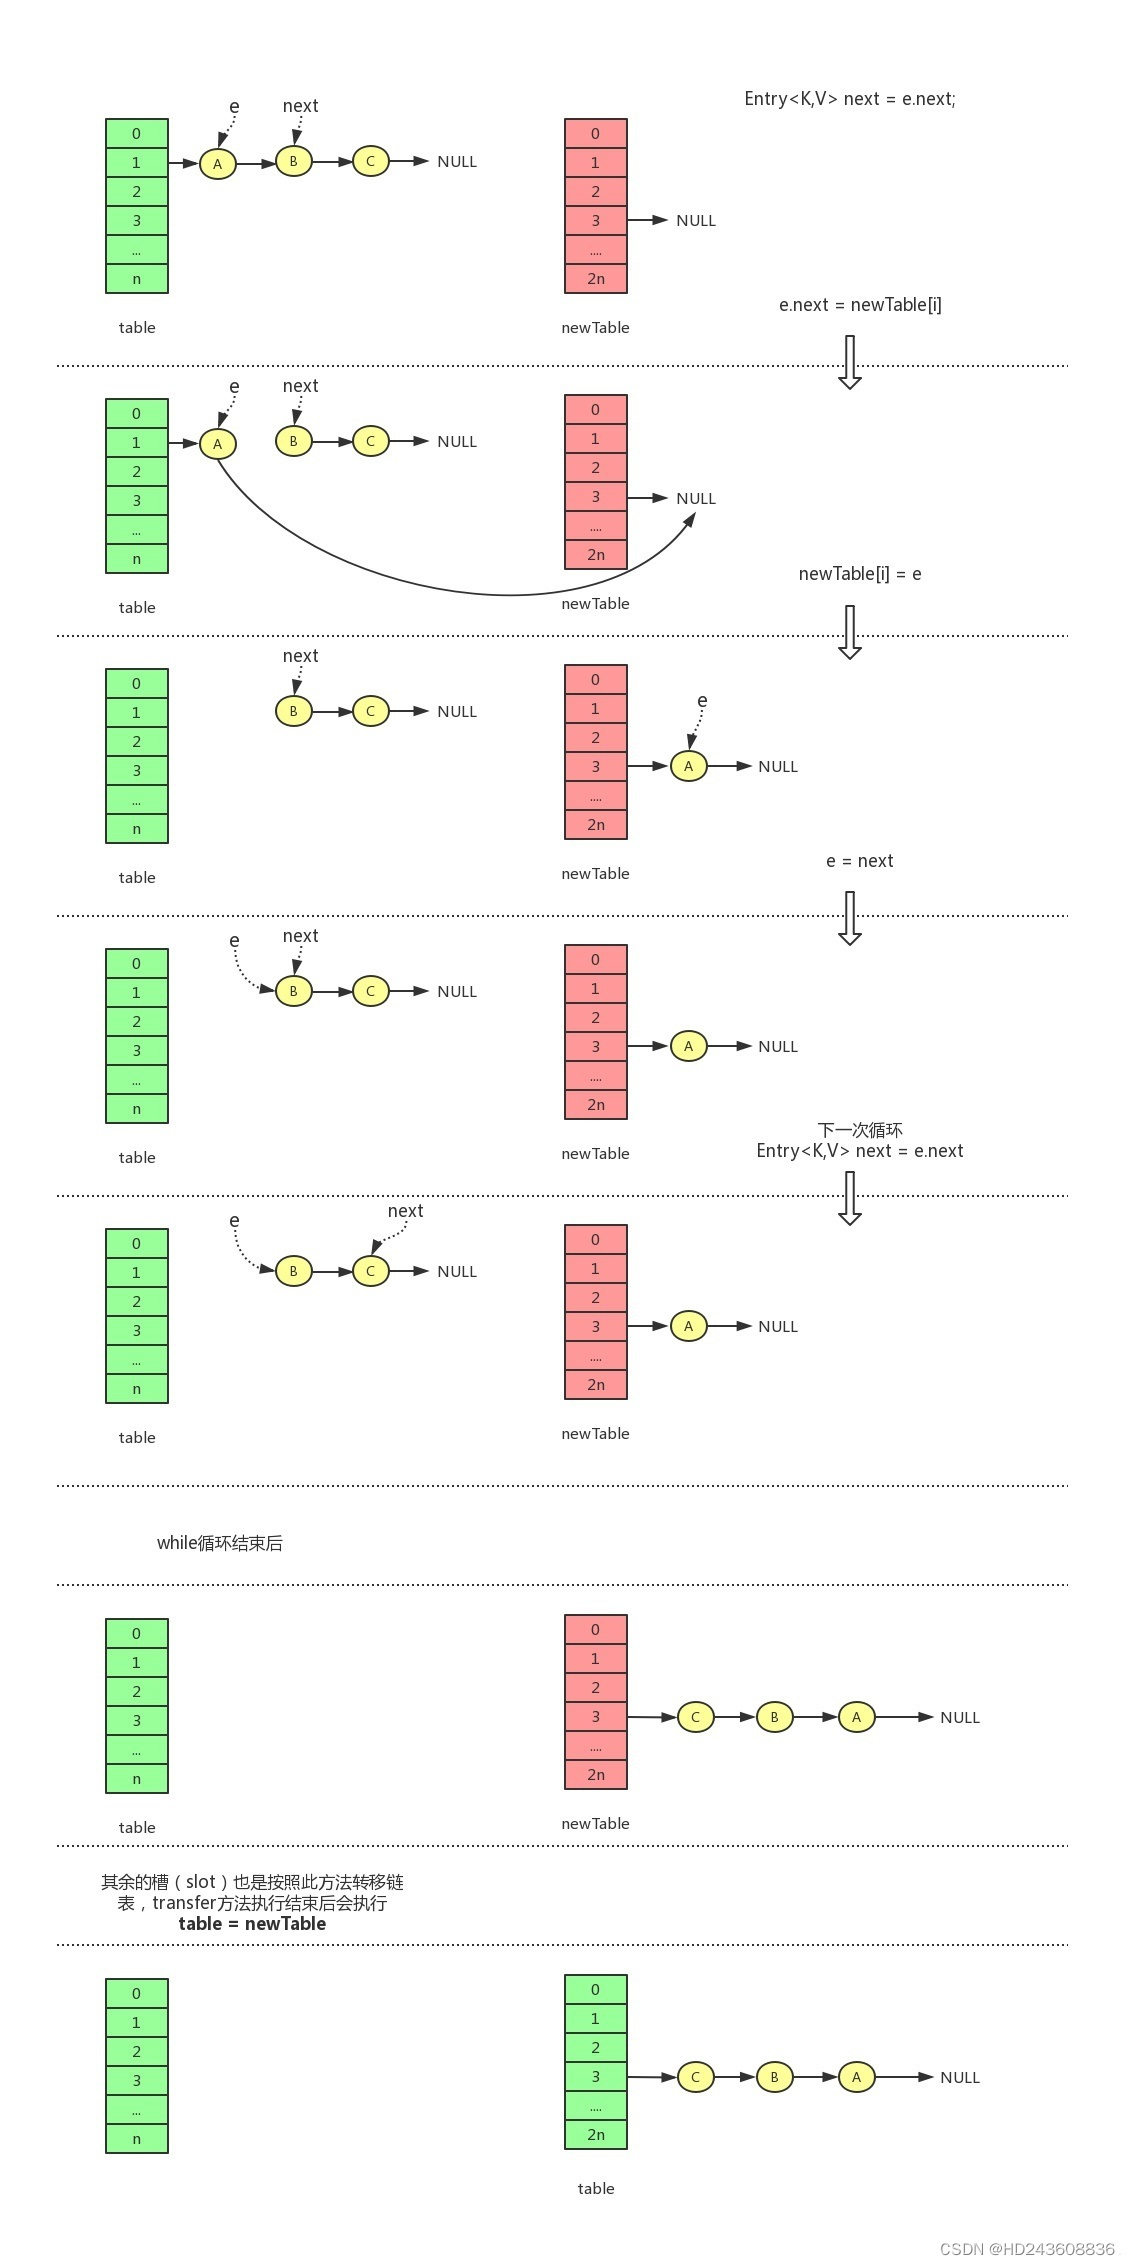 e next
Entry<K,V> next = e.next;
0 0
1 A B C NULL 1
2 2
3 3 NULL
... ....
n 2n
table newTable
e.next = newTable[i]
e next
0 0
1 A B C NULL 1
2 2
3 3 NULL
... ....
n 2n
table newTable
newTable[i] = e
next
0 0 e
1 B C NULL 1
2 2
3 3 A NULL
... ....
n 2n
table newTable
e = next
e next
0 0
1 B C NULL 1
2 2
3 3 A NULL
... ....
n 2n
table newTable
下一次循环
Entry<K,V> next = e.next
e next
0 0
1 B C NULL 1
2 2
3 3 A NULL
... ....
n 2n
table newTable
while循环结束后
0 0
1 1
2 2
3 3 C B A NULL
... ....
n 2n
table newTable
其余的槽（slot）也是按照此方法转移链
表，transfer方法执行结束后会执行
table = newTable
0 0
1 1
2 2
3 3 C B A NULL
... ....
n 2n
table
CSDN @HD243608836